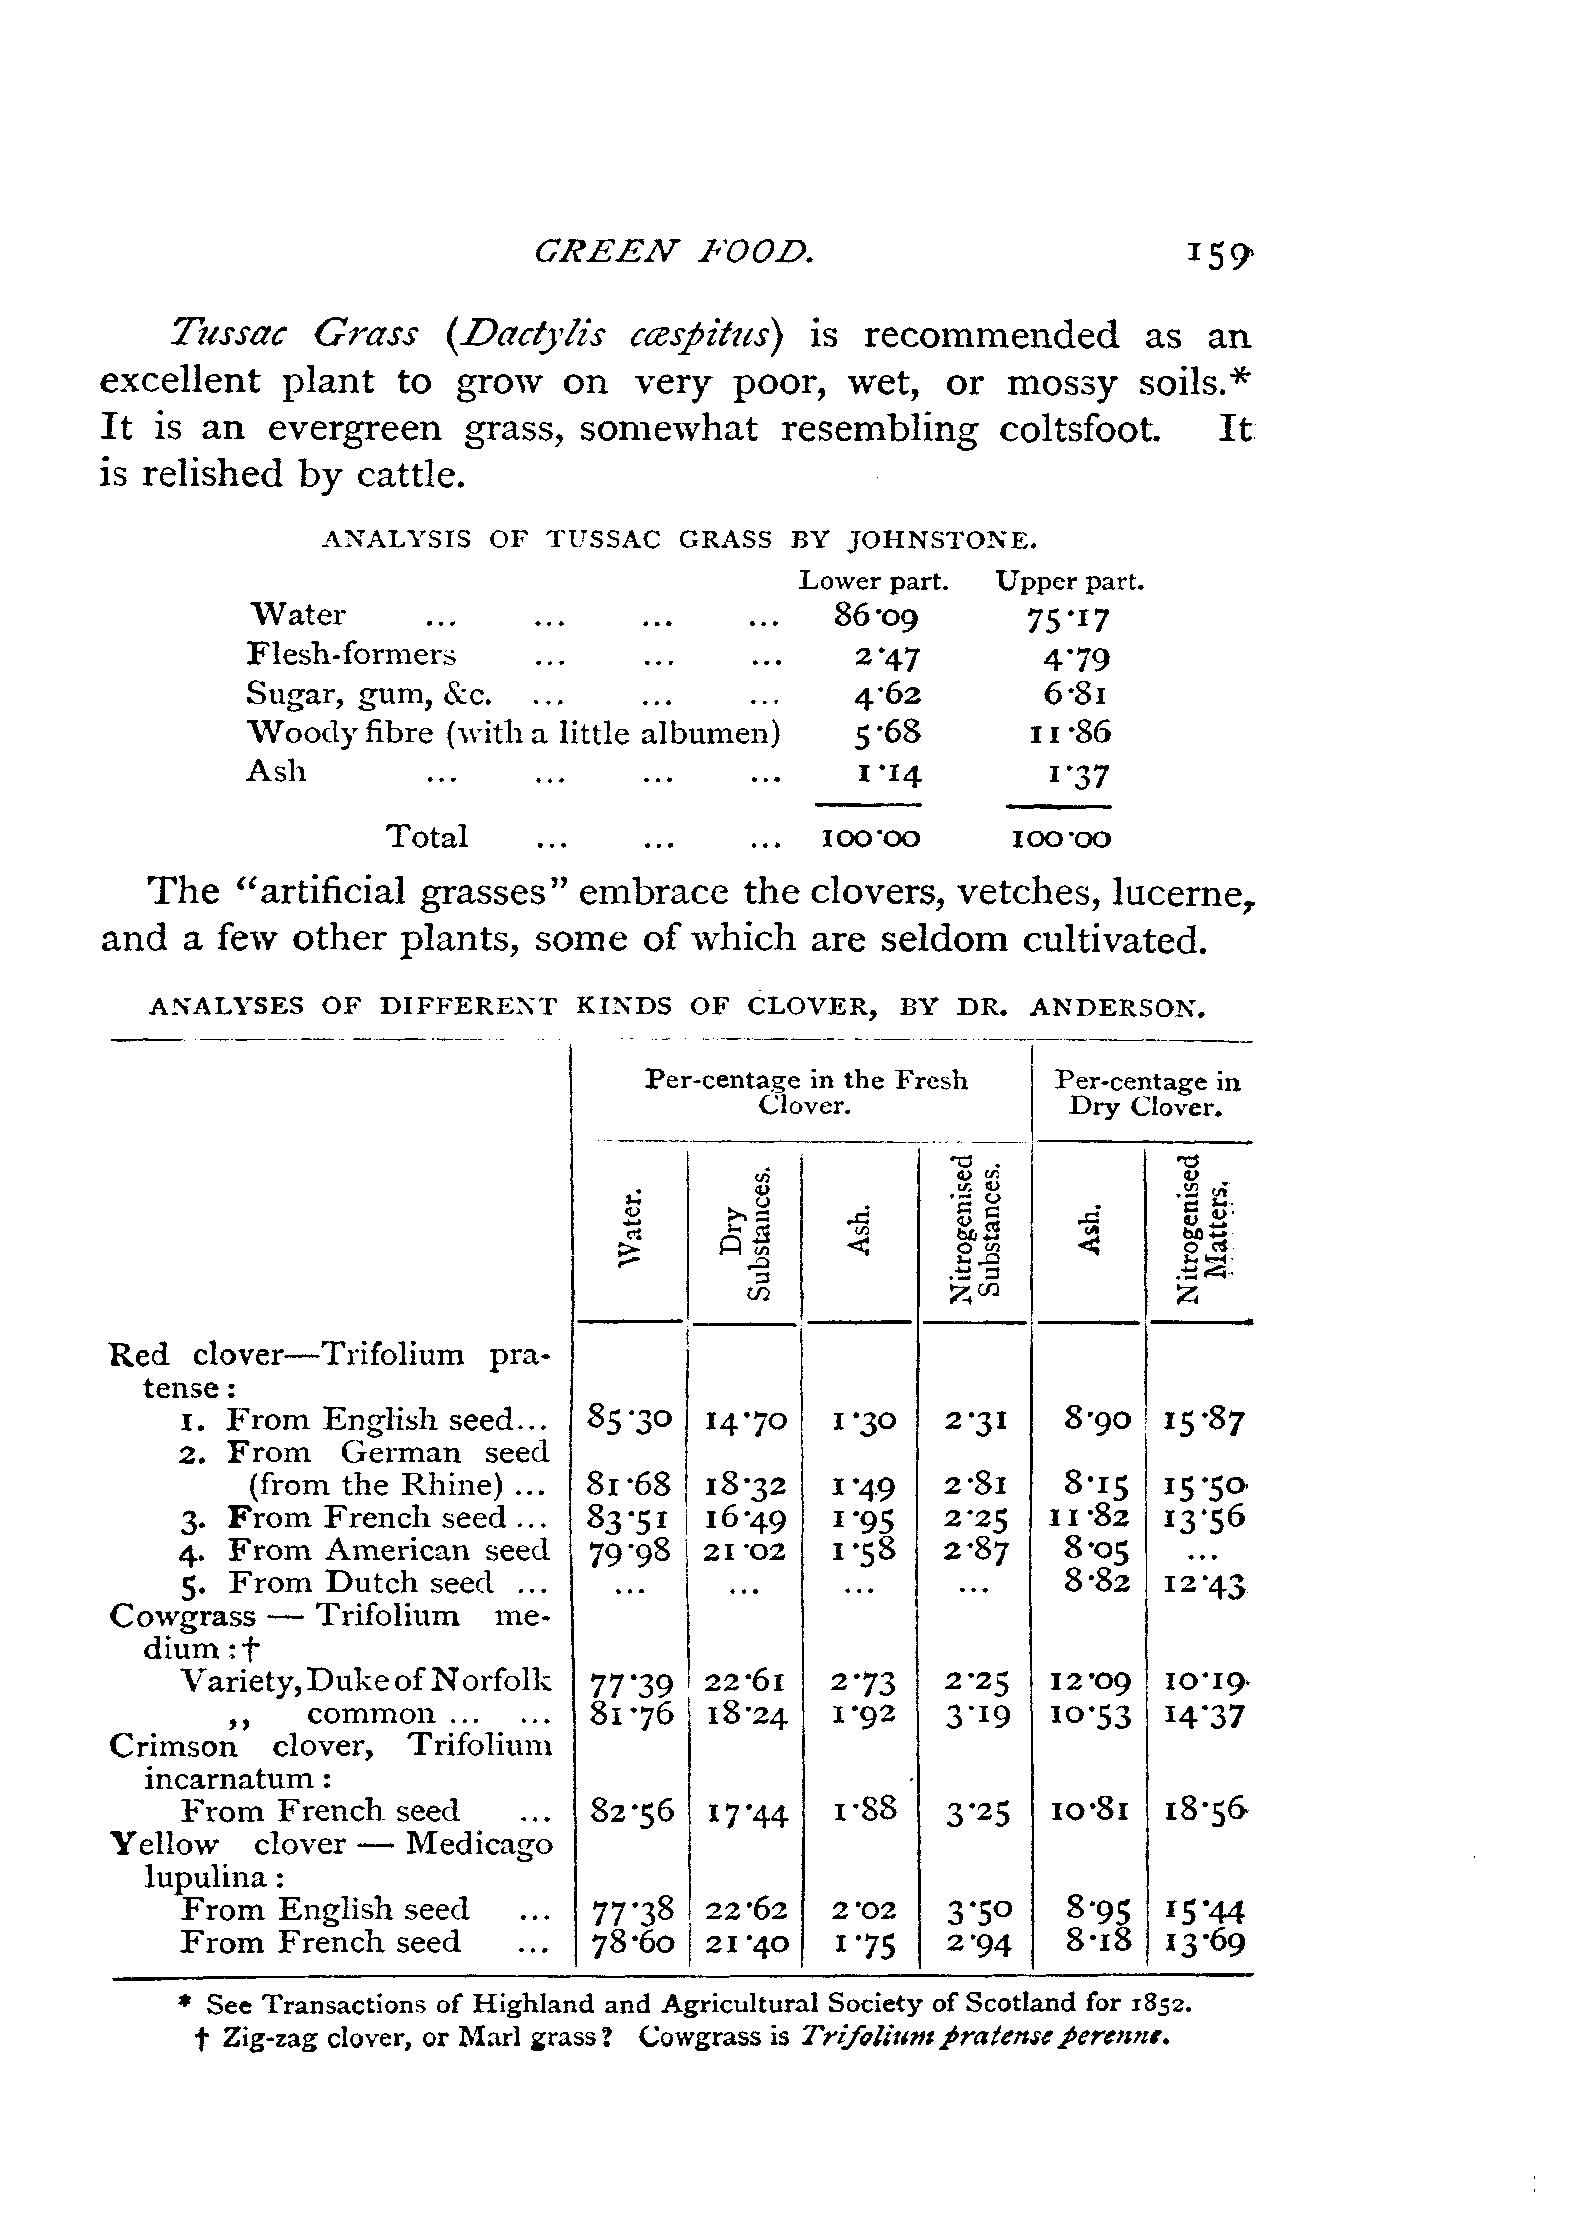 GREEN FOOD. 159
Tussac Grass (Dactylis cæspitus) is recommended as an
excellent plant to grow on very poor, wet, or mossy soils.*
It is an evergreen grass, somewhat resembling coltsfoot. It
is relished by cattle.
ANALYSIS OF TUSSAC GRASS BY JOHNSTONE.
Lower part. Upper part.
Water ... ... ... ... 86·09 75·17
Flesh-formers ... ... ... 2·47 4·79
Sugar, gum, &c. ... ... ... 4·62 6·81
Woody fibre (with a little albumen) 5·68 11·86
Ash ... ... ... ... 1·14 1·37
Total ... ... ... 100·00 100·00
The “artificial grasses” embrace the clovers, vetches, lucerne,
and a few other plants, some of which are seldom cultivated.
ANALYSES OF DIFFERENT KINDS OF CLOVER, BY DR. ANDERSON.
Per-centage in the Fresh Per-centage in
Clover. Dry Clover.
Water. Dry Substances. Ash. Nitrogenised Substances. Ash. Nitrogenised Matters.
Red clover—Trifolium pra-
tense :
1. From English seed... 85·30 14·70 1·30 2·31 8·90 15·87
2. From German seed
(from the Rhine) ... 81·68 18·32 1·49 2·81 8·15 15·50
3. From French seed ... 83·51 16·49 1·95 2·25 11·82 13·56
4. From American seed 79·98 21·02 1·58 2·87 8·05 ...
5. From Dutch seed ... ... ... ... ... 8·82 12·43
Cowgrass — Trifolium me-
dium :†
Variety, Duke of Norfolk 77·39 22·61 2·73 2·25 12·09 10·19
,, common ... ... 81·76 18·24 1·92 3·19 10·53 14·37
Crimson clover, Trifolium
incarnatum :
From French seed ... 82·56 17·44 1·88 3·25 10·81 18·56
Yellow clover — Medicago
lupulina :
From English seed ... 77·38 22·62 2·02 3·50 8·95 15·44
From French seed ... 78·60 21·40 1·75 2·94 8·18 13·69
* See Transactions of Highland and Agricultural Society of Scotland for 1852.
† Zig-zag clover, or Marl grass? Cowgrass is Trifolium pratense perenne.